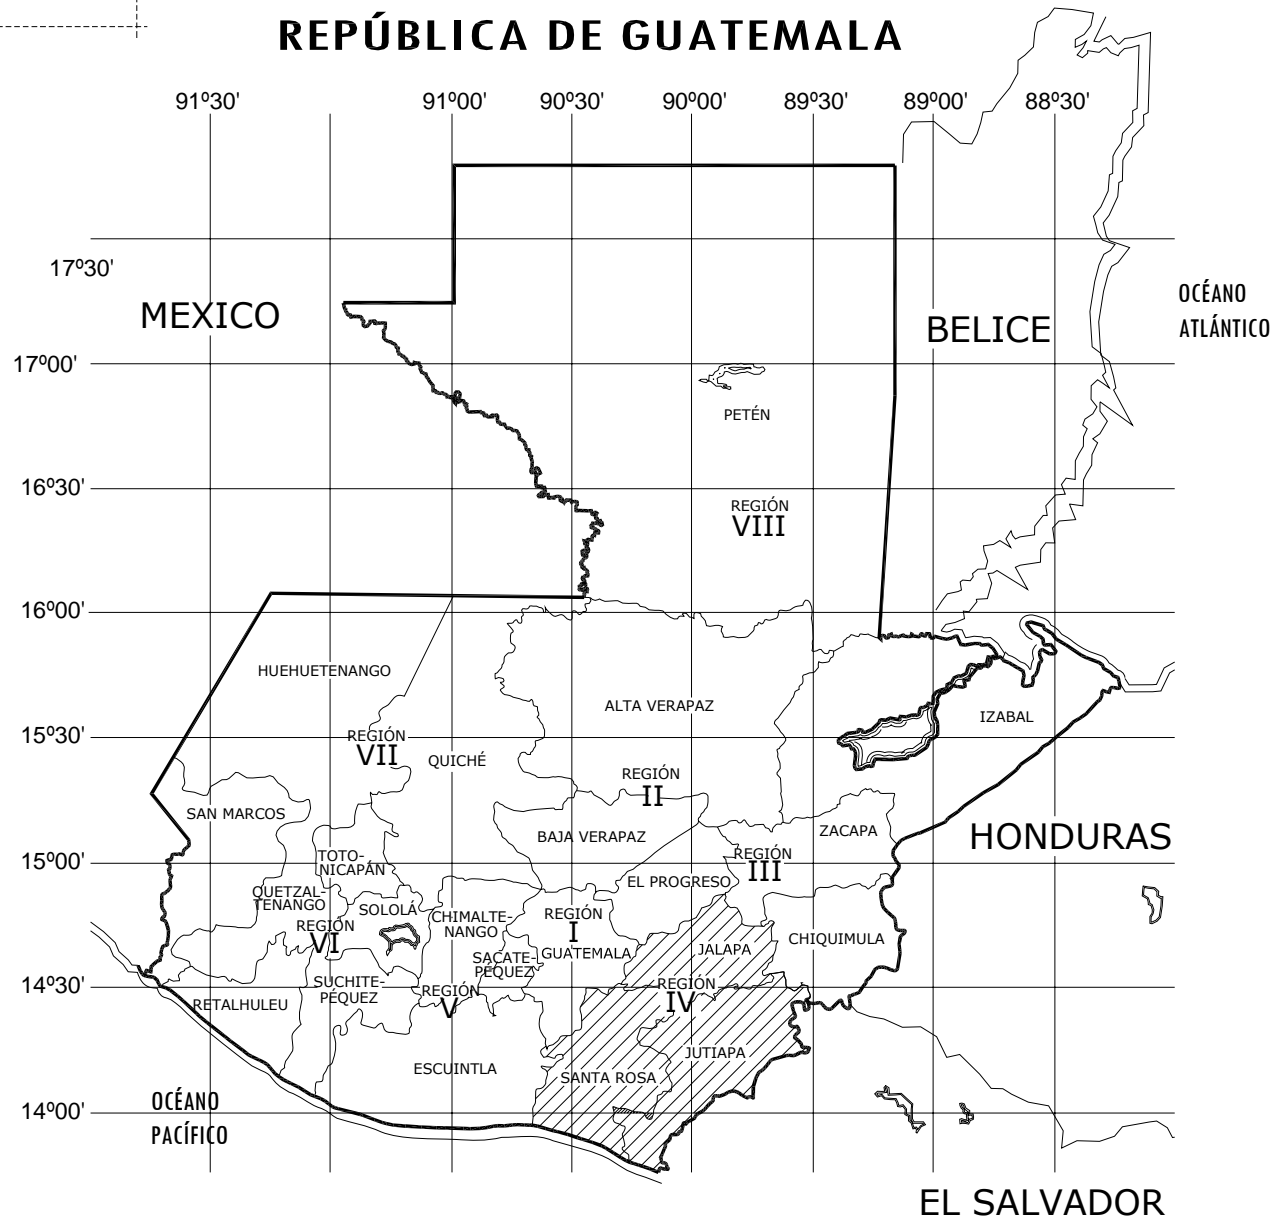 REPÚBLICA DE GUATEMALA
91º30' 91º00' 90º30' 90º00' 89º30' 89º00' 88º30'
17º30'
MEXICO
BELICE
OCÉANO
ATLÁNTICO
17º00'
PETÉN
16º30'
REGIÓN
VIII
16º00'
HUEHUETENANGO
ALTA VERAPAZ
IZABAL
15º30'
REGIÓN
VII
QUICHÉ
REGIÓN
II
SAN MARCOS
BAJA VERAPAZ
ZACAPA
HONDURAS
15º00'
TOTO-
NICAPÁN
REGIÓN
III
EL PROGRESO
QUETZAL-
TENANGO
SOLOLÁ
CHIMALTE-
NANGO
REGIÓN
I
GUATEMALA
REGIÓN
VI
JALAPA
CHIQUIMULA
SACATE-
PÉQUEZ
14º30'
SUCHITE-
PÉQUEZ
REGIÓN
V
REGIÓN
IV
RETALHULEU
JUTIAPA
ESCUINTLA
SANTA ROSA
14º00'
OCÉANO
PACÍFICO
EL SALVADOR